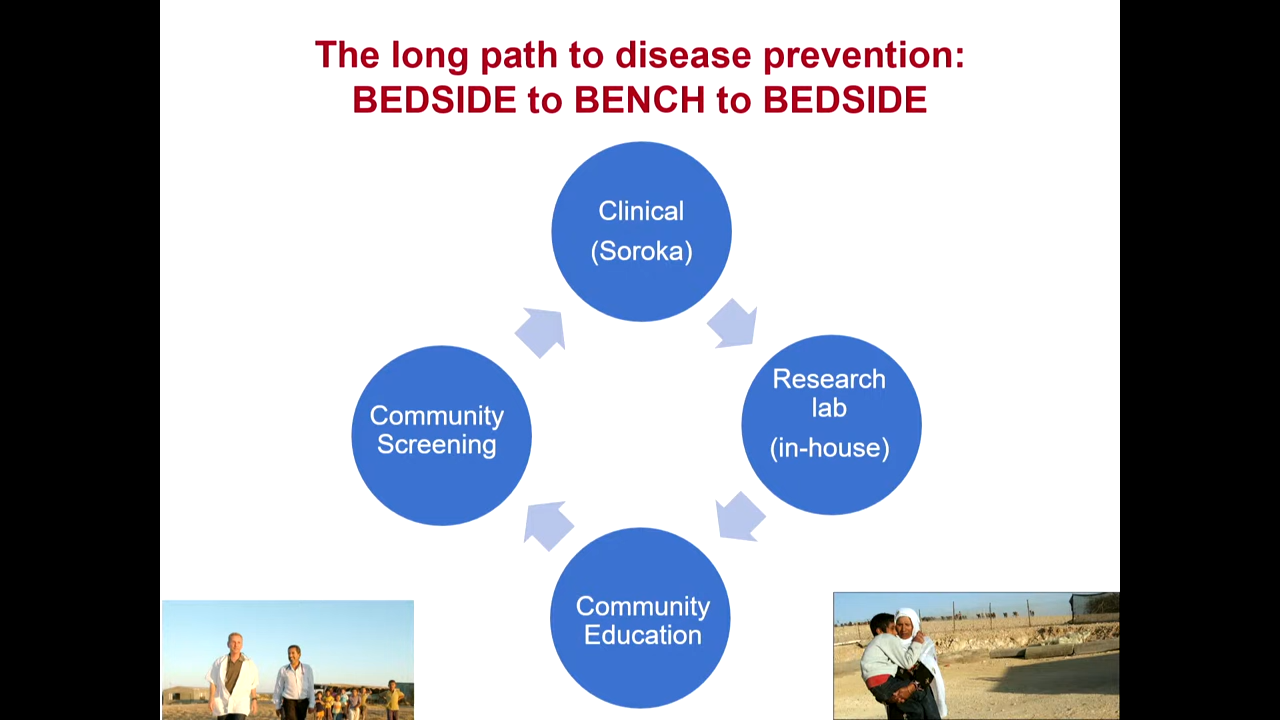 The long path to disease prevention:
BEDSIDE to BENCH to BEDSIDE
Clinical
(Soroka)
Research
lab
(in-house)
Community
Education
Community
Screening